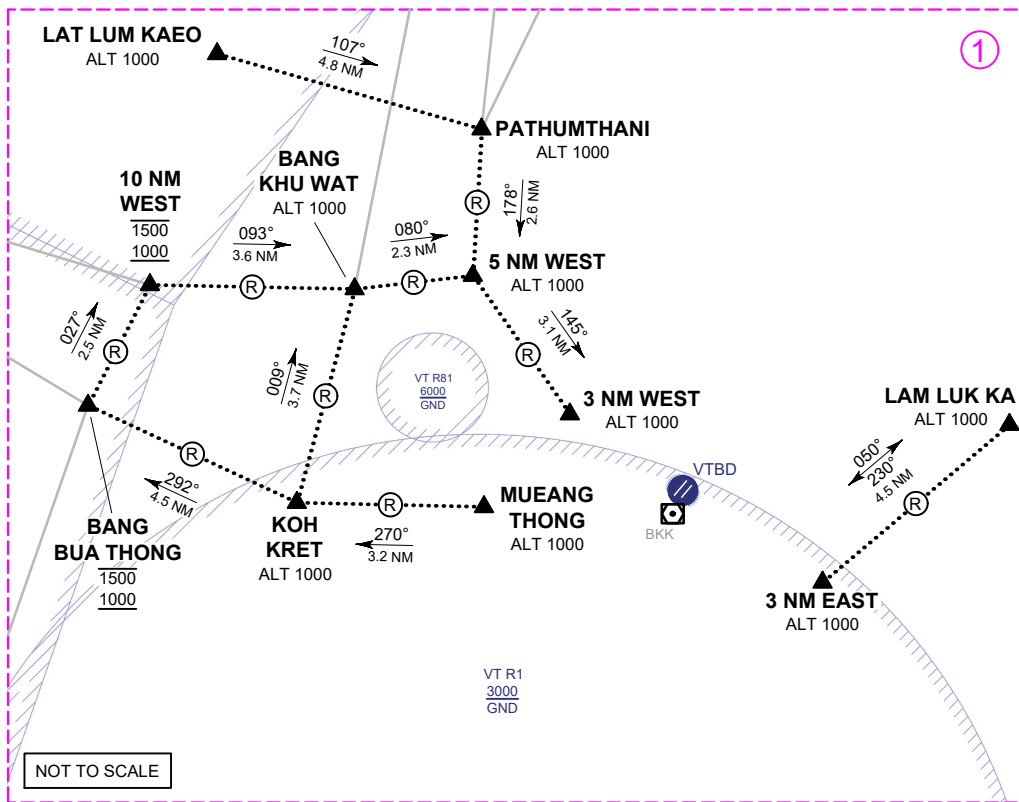 1
LAT LUM KAEO
ALT 1000
107°
4.8 NM
PATHUMTHANI
ALT 1000
BANG
KHU WAT
ALT 1000
10 NM
WEST
1500
1000
178°
2.6 NM
093°
3.6 NM
R
080°
2.3 NM
R
R
5 NM WEST
ALT 1000
027°
2.5 NM
R
009°
3.7 NM
R
145°
3.1 NM
R
VT R81
6000
GND
3 NM WEST
ALT 1000
LAM LUK KA
ALT 1000
050°
230°
4.5 NM
R
VTBD
BKK
292°
4.5 NM
R
BANG
BUA THONG
1500
1000
KOH
KRET
ALT 1000
R
270°
3.2 NM
MUEANG
THONG
ALT 1000
3 NM EAST
ALT 1000
VT R1
3000
GND
NOT TO SCALE